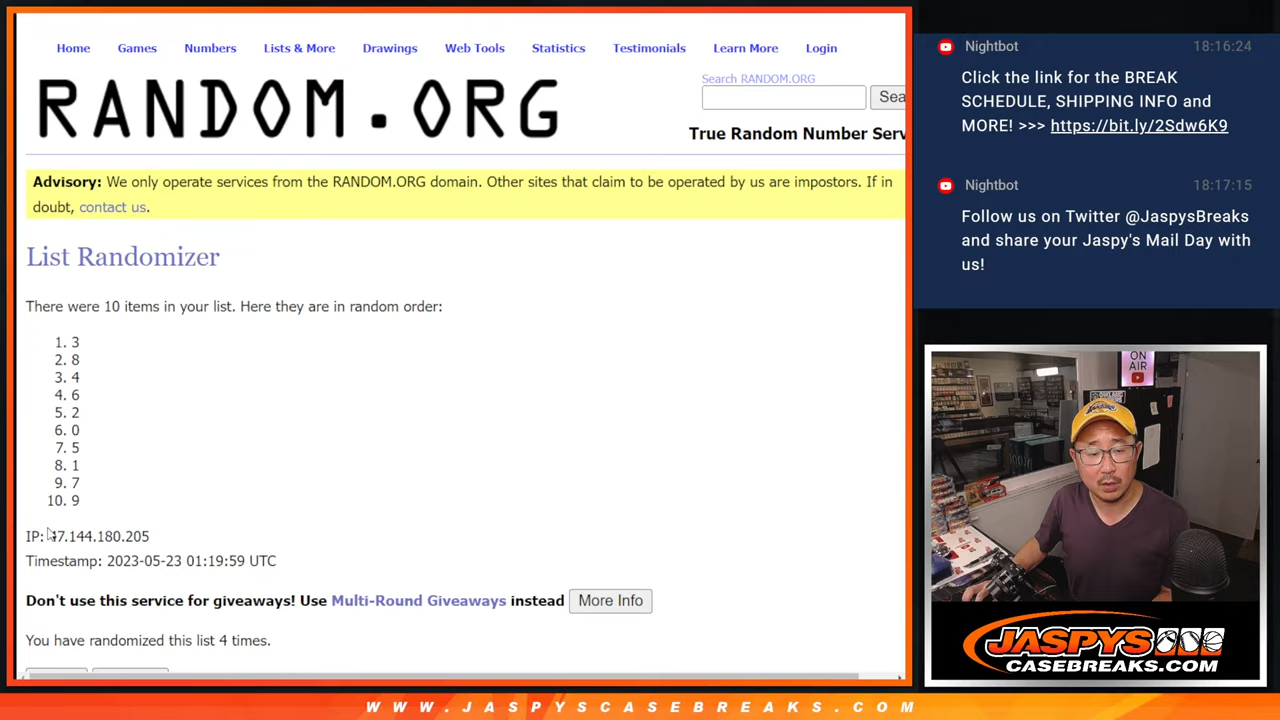 Home Games Numbers Lists & More Drawings Web Tools Statistics Testimonials Learn More Login
RANDOM.ORG
Search RANDOM.ORG
Sea
True Random Number Serv
Advisory: We only operate services from the RANDOM.ORG domain. Other sites that claim to be operated by us are impostors. If in
doubt, contact us.
List Randomizer
There were 10 items in your list. Here they are in random order:
1. 3
2. 8
3. 4
4. 6
5. 2
6. 0
7. 5
8. 1
9. 7
10. 9
IP: 7.144.180.205
Timestamp: 2023-05-23 01:19:59 UTC
Don't use this service for giveaways! Use Multi-Round Giveaways instead More Info
You have randomized this list 4 times.
Nightbot 18:16:24
Click the link for the BREAK
SCHEDULE, SHIPPING INFO and
MORE! >>> https://bit.ly/2Sdw6K9
Nightbot 18:17:15
Follow us on Twitter @JaspysBreaks
and share your Jaspy's Mail Day with
us!
ON
AIR
JASPYS
CASEBREAKS.COM
WWW.JASPYSCASEBREAKS.COM